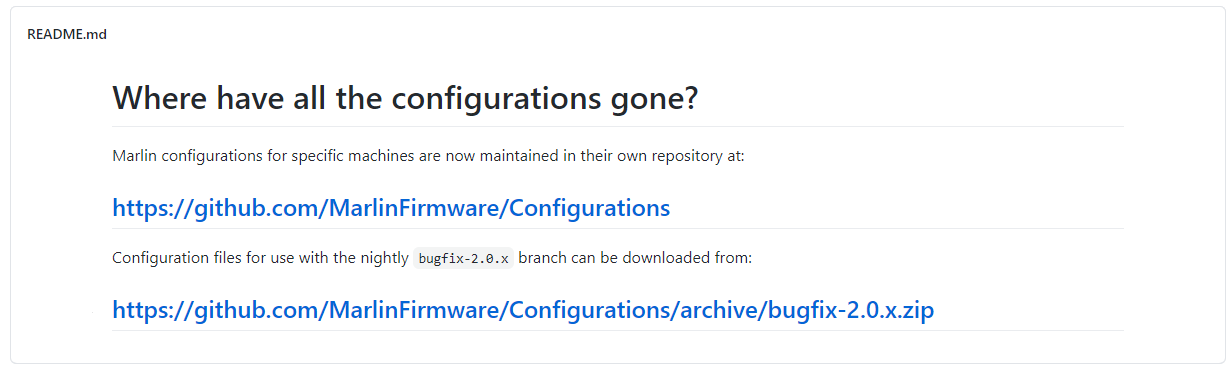 README.md
Where have all the configurations gone?
Marlin configurations for specific machines are now maintained in their own repository at:
https://github.com/MarlinFirmware/Configurations
Configuration files for use with the nightly bugfix-2.0.x branch can be downloaded from:
https://github.com/MarlinFirmware/Configurations/archive/bugfix-2.0.x.zip